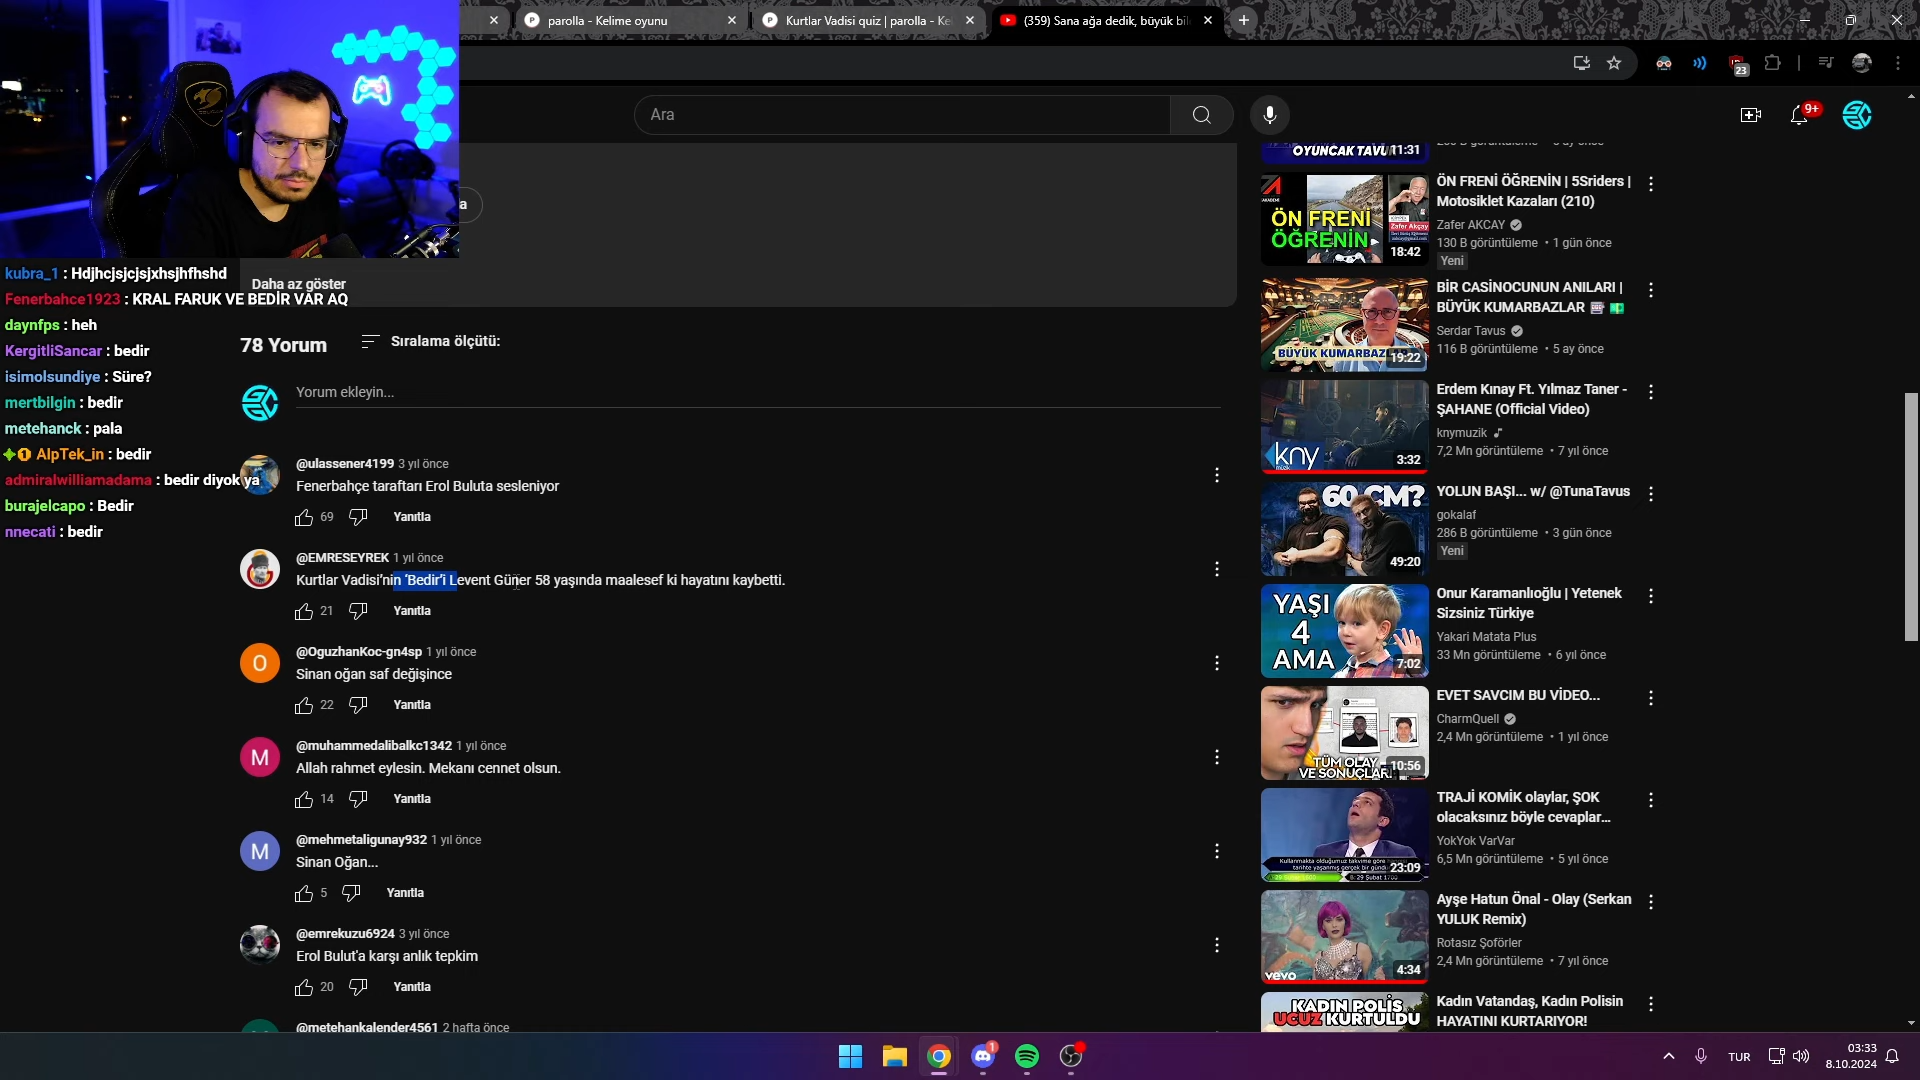 parolla - Kelime oyunu
Kurtlar Vadisi quiz | parolla - Ke
(359) Sana ağa dedik, büyük bil
23
Ara
9+
a
Daha az göster
kubra_1 : Hdjhcjsjcjsjxhsjhfhshd
Fenerbahce1923 : KRAL FARUK VE BEDİR VAR AQ
daynfps : heh
KergitliSancar : bedir
isimolsundiye : Süre?
mertbilgin : bedir
metehanck : pala
AlpTek_in : bedir
admiralwilliamadama : bedir diyok ya
burajelcapo : Bedir
nnecati : bedir
78 Yorum
Sıralama ölçütü:
Yorum ekleyin...
@ulassener4199 3 yıl önce
Fenerbahçe taraftarı Erol Buluta sesleniyor
69
Yanıtla
@EMRESEYREK 1 yıl önce
Kurtlar Vadisi'nin 'Bedir'i Levent Güner 58 yaşında maalesef ki hayatını kaybetti.
21
Yanıtla
@OguzhanKoc-gn4sp 1 yıl önce
Sinan oğan saf değişince
22
Yanıtla
@muhammedalibalkc1342 1 yıl önce
Allah rahmet eylesin. Mekanı cennet olsun.
14
Yanıtla
@mehmetaligunay932 1 yıl önce
Sinan Oğan...
5
Yanıtla
@emrekuzu6924 3 yıl önce
Erol Bulut'a karşı anlık tepkim
20
Yanıtla
@metehankalender4561 2 hafta önce
O
M
M
OYUNCAK TAVU
11:31
ÖN FRENİ
ÖĞRENİN
Zafer Akçay
18:42
ÖN FRENİ ÖĞRENİN | 5Sriders |
Motosiklet Kazaları (210)
Zafer AKCAY
130 B görüntüleme • 1 gün önce
Yeni
BÜYÜK KUMARBAZL
19:22
BİR CASİNOCUNUN ANILARI |
BÜYÜK KUMARBAZLAR
Serdar Tavus
116 B görüntüleme • 5 ay önce
kny
müzik
3:32
Erdem Kınay Ft. Yılmaz Taner -
ŞAHANE (Official Video)
knymuzik
7,2 Mn görüntüleme • 7 yıl önce
60 CM?
49:20
YOLUN BAŞI... w/ @TunaTavus
gokalaf
286 B görüntüleme • 3 gün önce
Yeni
YAŞI
4
AMA
7:02
Onur Karamanlıoğlu | Yetenek
Sizsiniz Türkiye
Yakari Matata Plus
33 Mn görüntüleme • 6 yıl önce
TÜM OLAY
VE SONUÇLAR.
10:56
EVET SAVCIM BU VİDEO...
CharmQuell
2,4 Mn görüntüleme • 1 yıl önce
23:09
TRAJİ KOMİK olaylar, ŞOK
olacaksınız böyle cevaplar...
YokYok VarVar
6,5 Mn görüntüleme • 5 yıl önce
vevo
4:34
Ayşe Hatun Önal - Olay (Serkan
YULUK Remix)
Rotasız Şoförler
2,4 Mn görüntüleme • 7 yıl önce
KADIN POLİS
UCUZ KURTULDU
Kadın Vatandaş, Kadın Polisin
HAYATINI KURTARIYOR!
1
TUR
03:33
8.10.2024